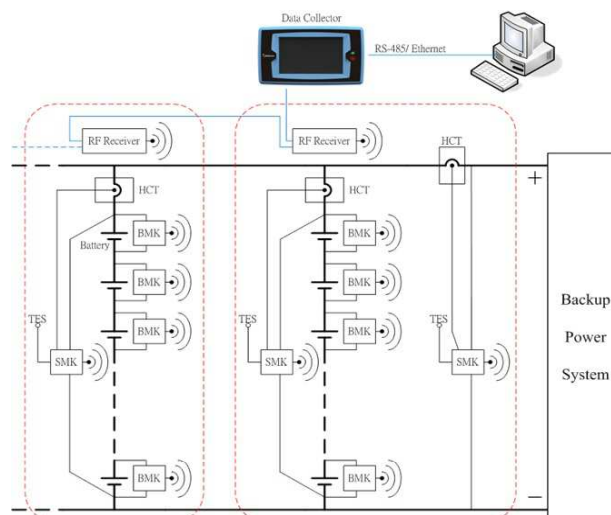 Data Collector
RS-485/ Ethernet
RF Receiver
RF Receiver
HCT
HCT
HCT
+
Battery
BMK
BMK
BMK
BMK
BMK
BMK
TES
TES
TES
SMK
SMK
SMK
Backup
Power
System
BMK
BMK
−